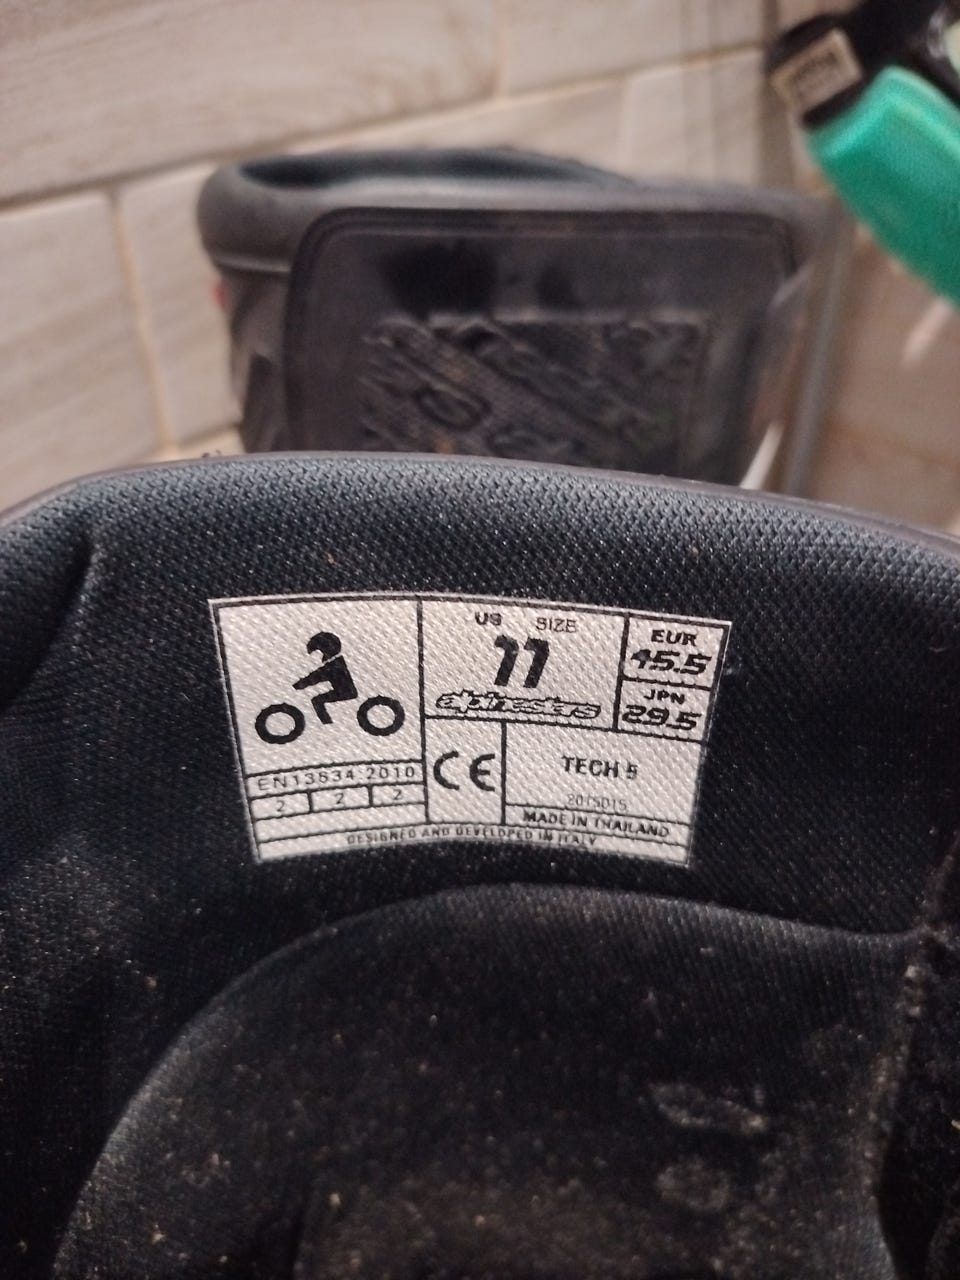 US SIZE
11
alpinestars
EUR
45.5
JPN
29.5
EN13634:2010
2 2 2
CE
TECH 5
2015015
MADE IN THAILAND
DESIGNED AND DEVELOPED IN ITALY